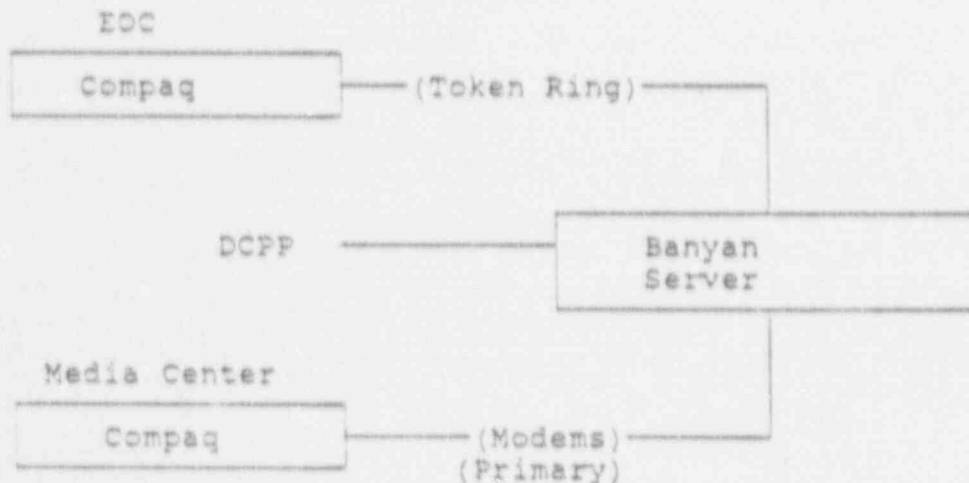 EOC
Compaq
(Token Ring)
DCPP
Banyan
Server
Media Center
Compaq
(Modems)
(Primary)